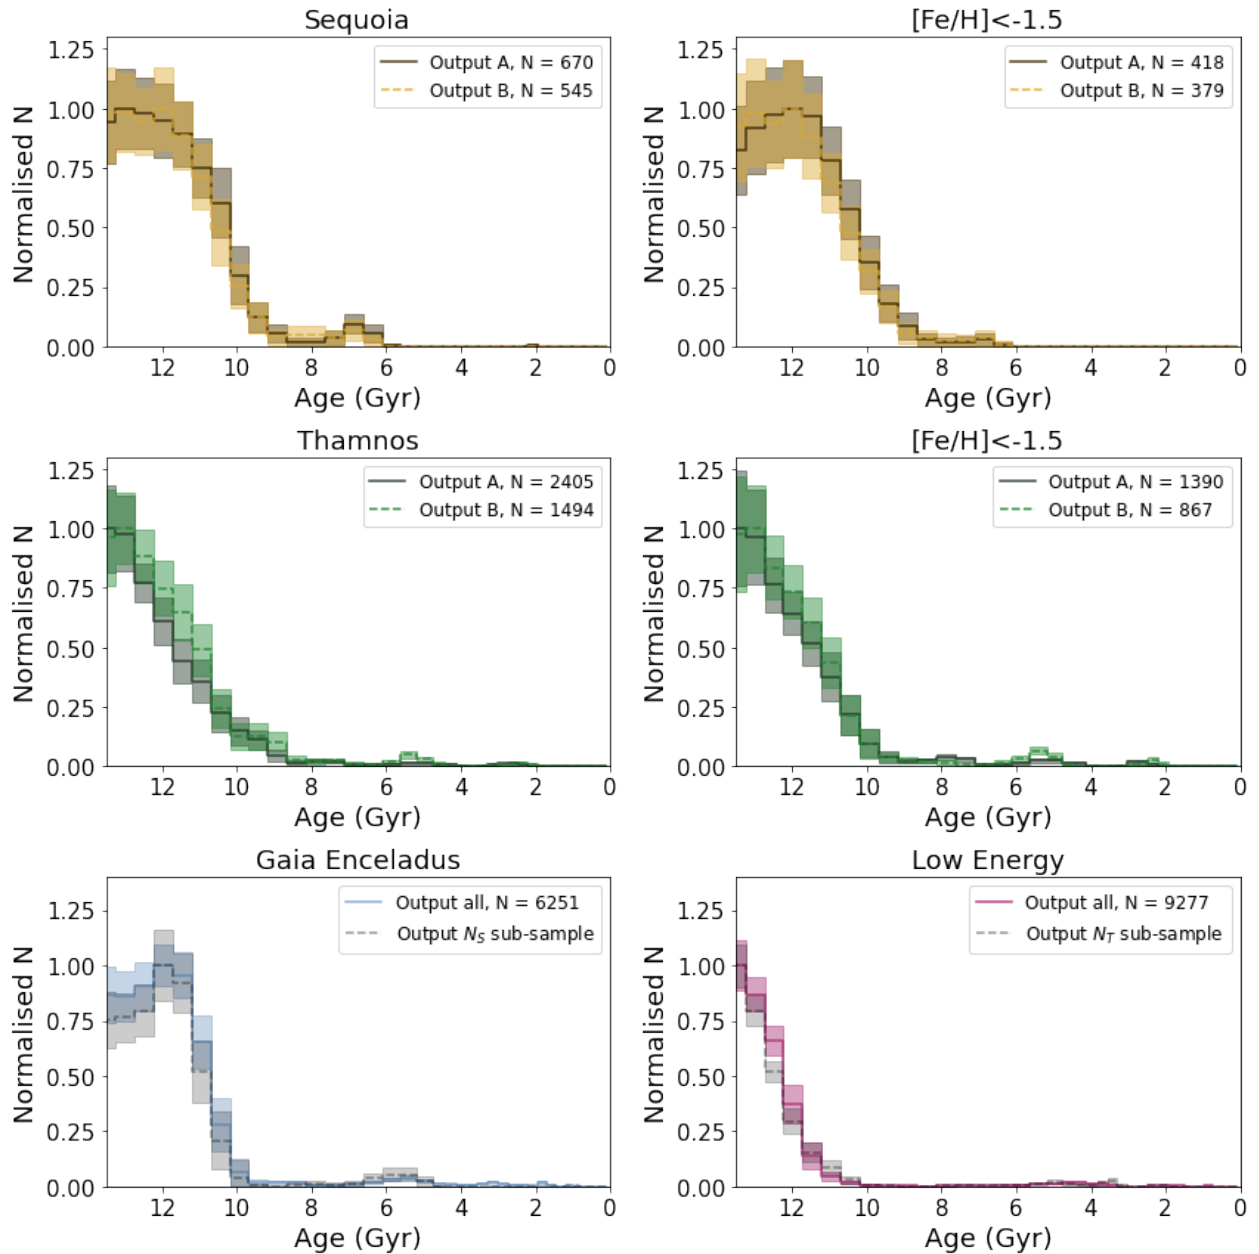 Sequoia
1.25
1.00
0.75
0.50
0.25
0.00
Normalised N
Output A, N = 670
Output B, N = 545
12 10 8 6 4 2 0
Age (Gyr)
[Fe/H]<-1.5
1.25
1.00
0.75
0.50
0.25
0.00
Normalised N
Output A, N = 418
Output B, N = 379
12 10 8 6 4 2 0
Age (Gyr)
Thamnos
1.25
1.00
0.75
0.50
0.25
0.00
Normalised N
Output A, N = 2405
Output B, N = 1494
12 10 8 6 4 2 0
Age (Gyr)
[Fe/H]<-1.5
1.25
1.00
0.75
0.50
0.25
0.00
Normalised N
Output A, N = 1390
Output B, N = 867
12 10 8 6 4 2 0
Age (Gyr)
Gaia Enceladus
1.25
1.00
0.75
0.50
0.25
0.00
Normalised N
Output all, N = 6251
Output N_S sub-sample
12 10 8 6 4 2 0
Age (Gyr)
Low Energy
1.25
1.00
0.75
0.50
0.25
0.00
Normalised N
Output all, N = 9277
Output N_T sub-sample
12 10 8 6 4 2 0
Age (Gyr)